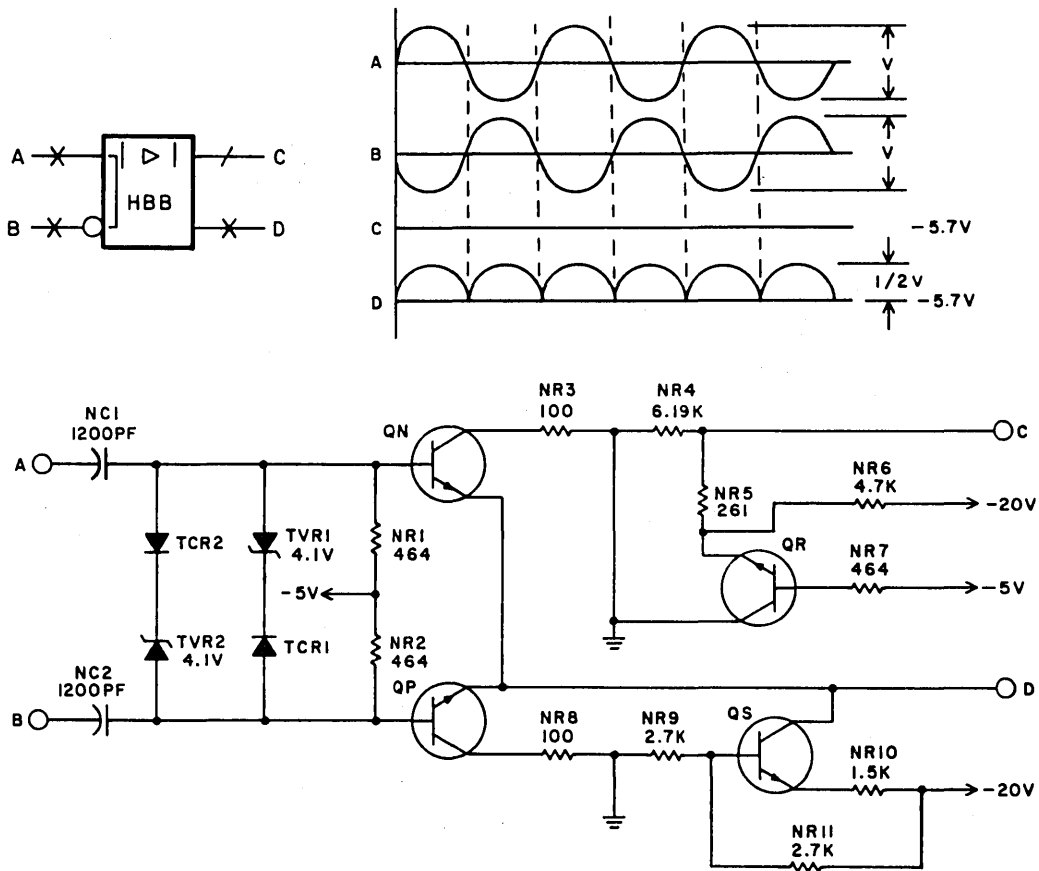 A
V
B
V
C
-5.7V
D
1/2V
-5.7V
A
C
HBB
B
D
NR3
100
NR4
6.19K
NC1
1200PF
QN
C
A
NR6
4.7K
NR5
261
-20V
TCR2
TVR1
4.1V
NR1
464
QR
NR7
464
-5V
-5V
TVR2
4.1V
TCR1
NR2
464
NC2
1200PF
QP
D
B
NR8
100
NR9
2.7K
QS
NR10
1.5K
-20V
NR11
2.7K